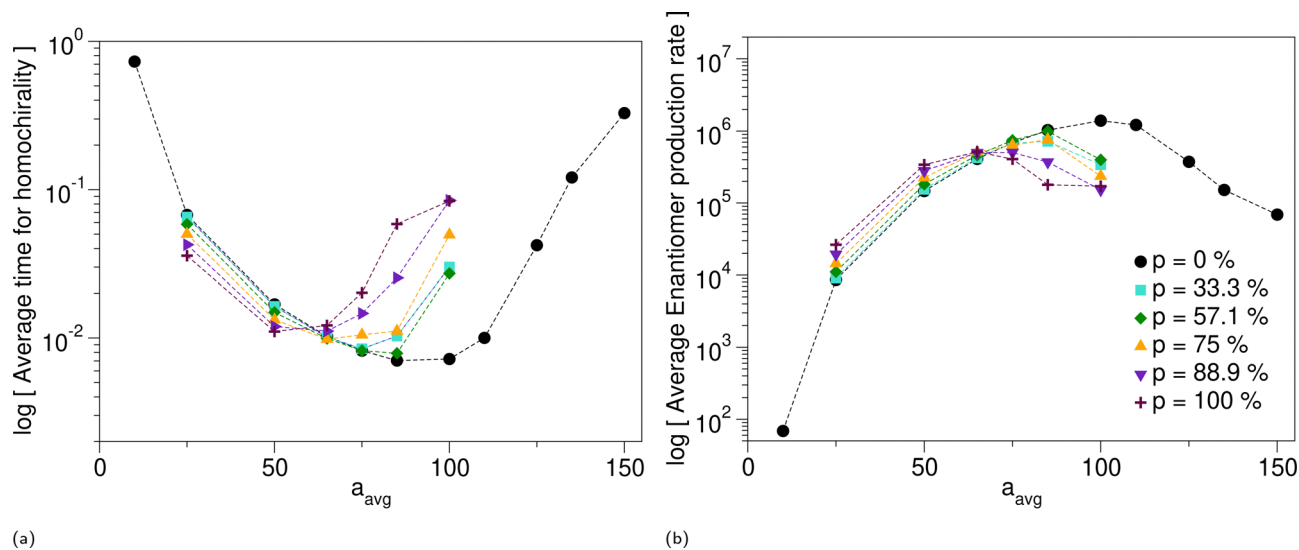 log [ Average time for homochirality ]
10^0
10^-1
10^-2
0
50
100
150
a_avg
(a)
log [ Average Enantiomer production rate ]
10^7
10^6
10^5
10^4
10^3
10^2
0
50
100
150
a_avg
p = 0 %
p = 33.3 %
p = 57.1 %
p = 75 %
p = 88.9 %
p = 100 %
(b)